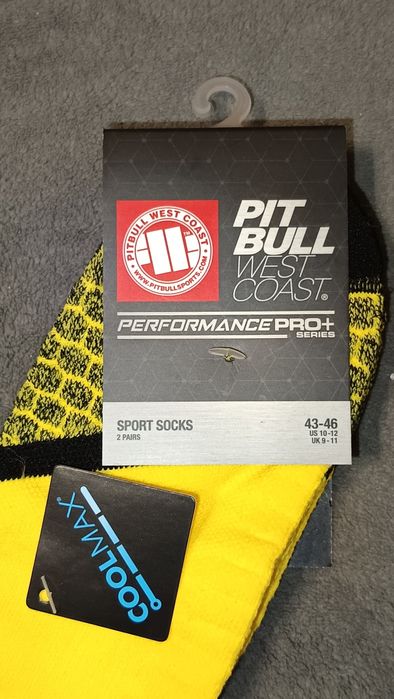 PITBULL WEST COAST
TM
• WWW.PITBULLSPORTS.COM •
PIT
BULL
WEST
COAST®
PERFORMANCE PRO+
SERIES
SPORT SOCKS
2 PAIRS
43-46
US 10-12
UK 9 - 11
COOLMAX®